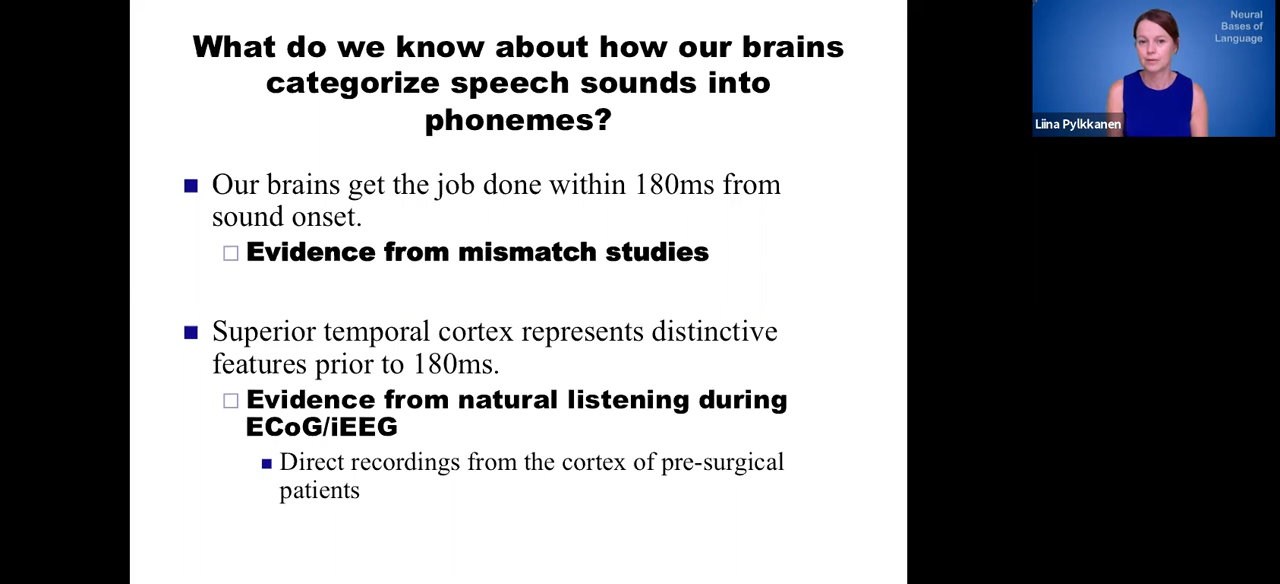 What do we know about how our brains
categorize speech sounds into
phonemes?
Our brains get the job done within 180ms from
sound onset.
Evidence from mismatch studies
Superior temporal cortex represents distinctive
features prior to 180ms.
Evidence from natural listening during
ECoG/iEEG
Direct recordings from the cortex of pre-surgical
patients
Neural
Bases of
Language
Liina Pylkkanen